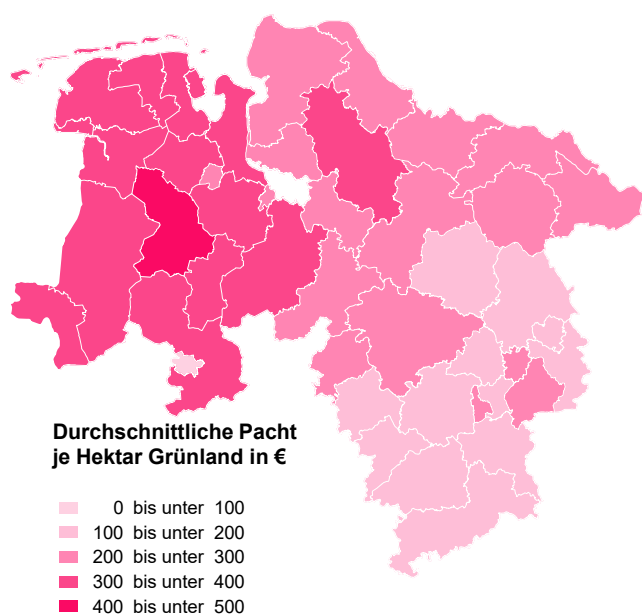 Durchschnittliche Pacht
je Hektar Grünland in €
0 bis unter 100
100 bis unter 200
200 bis unter 300
300 bis unter 400
400 bis unter 500